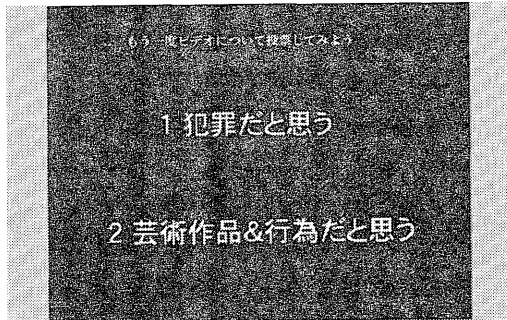 もう一度ビデオについて投票してみよう
1 犯罪だと思う
2 芸術作品&行為だと思う